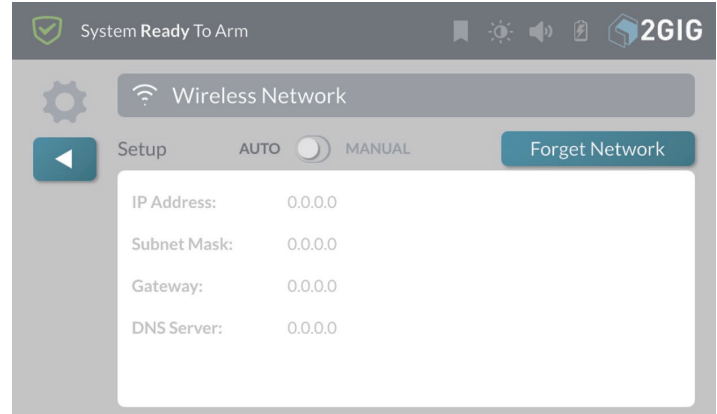 System Ready To Arm
2GIG
Wireless Network
Setup AUTO MANUAL Forget Network
IP Address: 0.0.0.0
Subnet Mask: 0.0.0.0
Gateway: 0.0.0.0
DNS Server: 0.0.0.0